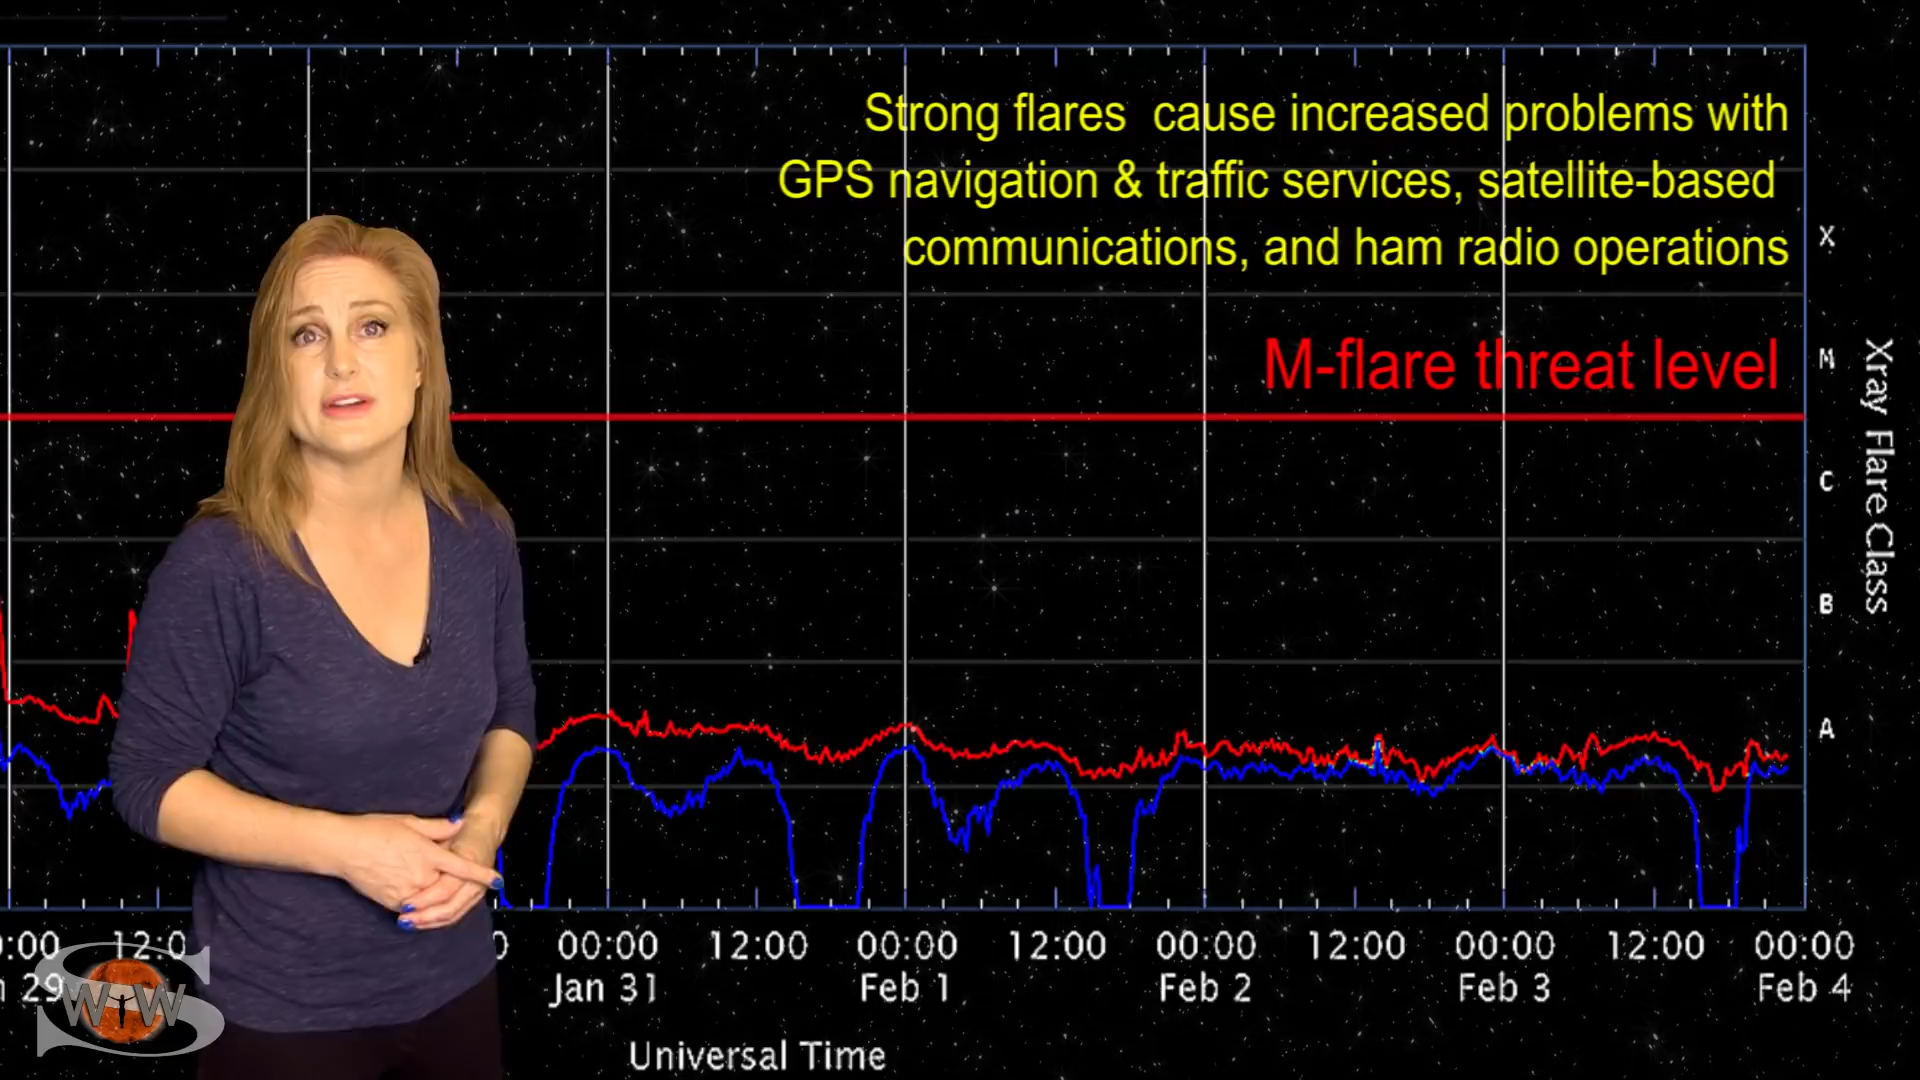 Strong flares  cause increased problems with
GPS navigation & traffic services, satellite-based
communications, and ham radio operations
X
M-flare threat level
M
C
B
A
Xray Flare Class
00:00 12:00 00:00 12:00 00:00 12:00 00:00 12:00 00:00
Jan 31 Feb 1 Feb 2 Feb 3 Feb 4
Universal Time
S
WTW